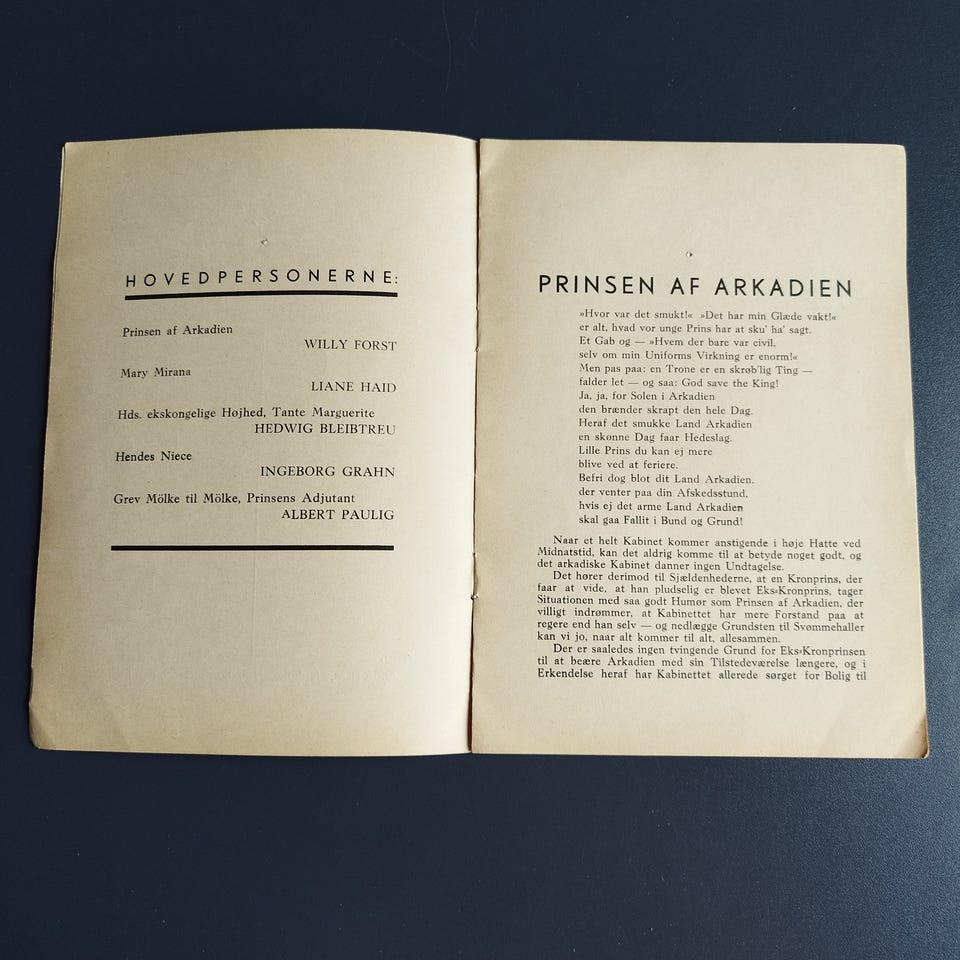 HOVEDPERSONERNE:
Prinsen af Arkadien
WILLY FORST
Mary Mirana
LIANE HAID
Hds. ekskongelige Højhed, Tante Marguerite
HEDWIG BLEIBTREU
Hendes Niece
INGEBORG GRAHN
Grev Mölke til Mölke, Prinsens Adjutant
ALBERT PAULIG
PRINSEN AF ARKADIEN
»Hvor var det smukt!« »Det har min Glæde vakt!«
er alt, hvad vor unge Prins har at sku' ha' sagt.
Et Gab og — »Hvem der bare var civil,
selv om min Uniforms Virkning er enorm!«
Men pas paa: en Trone er en skrøb'lig Ting —
falder let — og saa: God save the King!
Ja, ja, for Solen i Arkadien
den brænder skrapt den hele Dag.
Heraf det smukke Land Arkadien
en skønne Dag faar Hedeslag.
Lille Prins du kan ej mere
blive ved at feriere.
Befri dog blot dit Land Arkadien.
der venter paa din Afskedsstund,
hvis ej det arme Land Arkadien
skal gaa Fallit i Bund og Grund!
Naar et helt Kabinet kommer anstigende i høje Hatte ved
Midnatstid, kan det aldrig komme til at betyde noget godt, og
det arkadiske Kabinet danner ingen Undtagelse.
Det hører derimod til Sjældenhederne, at en Kronprins, der
faar at vide, at han pludselig er blevet Eks-Kronprins, tager
Situationen med saa godt Humør som Prinsen af Arkadien, der
villigt indrømmer, at Kabinettet har mere Forstand paa at
regere end han selv — og nedlægge Grundsten til Svømmehaller
kan vi jo, naar alt kommer til alt, allesammen.
Der er saaledes ingen tvingende Grund for Eks-Kronprinsen
til at beære Arkadien med sin Tilstedeværelse længere, og i
Erkendelse heraf har Kabinettet allerede sørget for Bolig til